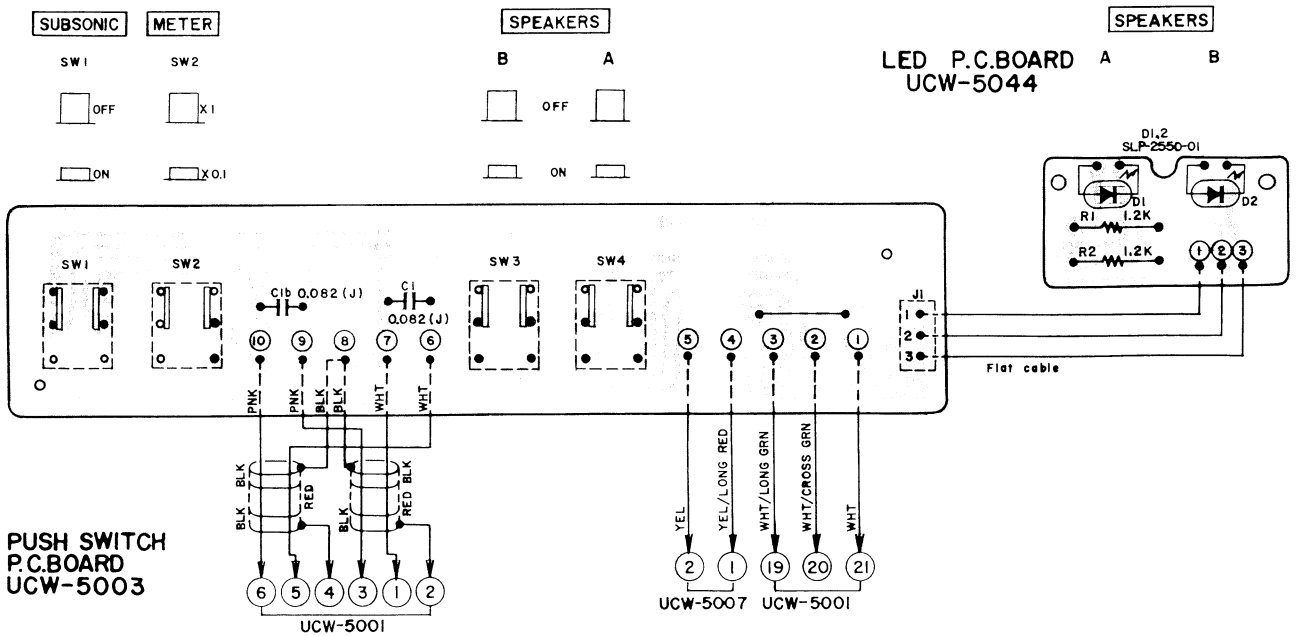 SUBSONIC METER SPEAKERS SPEAKERS
SW1 SW2 B A
LED P.C.BOARD A B
UCW-5044
OFF X1 OFF
ON X0.1 ON
D1,2
SLP-255D-01
D1 D2
R1 1.2K
R2 1.2K
1 2 3
SW1 SW2 SW3 SW4
C1b 0.082 (J) C1
0.082 (J)
10 9 8 7 6 5 4 3 2 1
J1
1
2
3
Flat cable
PNK PNK BLK BLK WHT WHT
BLK RED BLK
BLK BLK RED
YEL YEL/LONG RED WHT/LONG GRN WHT/CROSS GRN WHT
PUSH SWITCH
P.C.BOARD
UCW-5003
6 5 4 3 1 2
UCW-5001
2 1 19 20 21
UCW-5007 UCW-5001